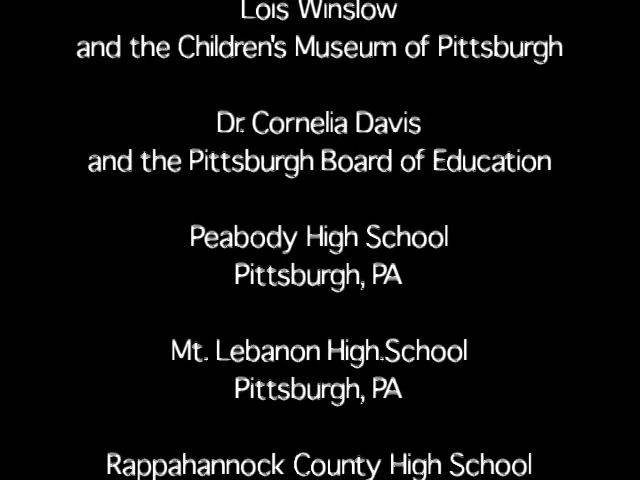 Lois Winslow
and the Children's Museum of Pittsburgh
Dr. Cornelia Davis
and the Pittsburgh Board of Education
Peabody High School
Pittsburgh, PA
Mt. Lebanon High.School
Pittsburgh, PA
Rappahannock County High School